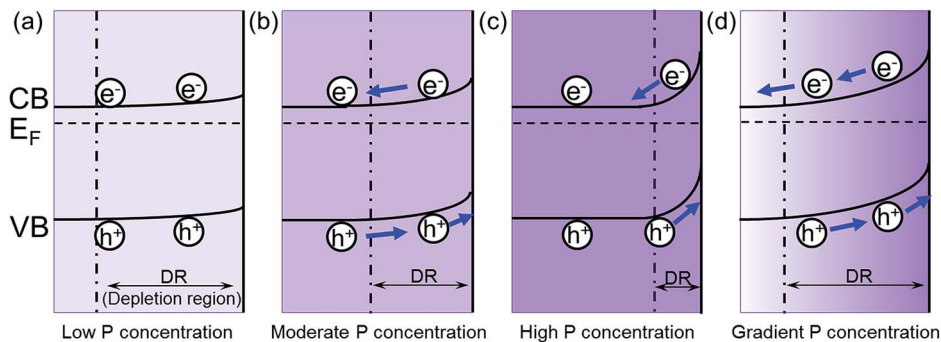 (a) (b) (c) (d)
CB e⁻ e⁻ e⁻ e⁻ e⁻ e⁻ e⁻ e⁻
E_F
VB h⁺ h⁺ h⁺ h⁺ h⁺ h⁺ h⁺ h⁺
DR DR DR DR
(Depletion region)
Low P concentration Moderate P concentration High P concentration Gradient P concentration